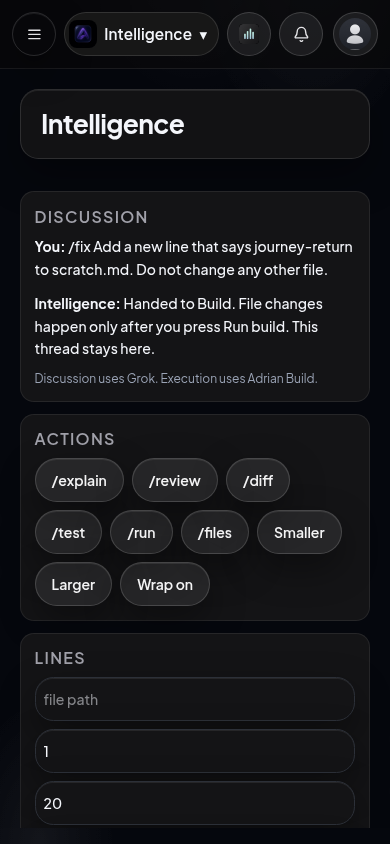 Intelligence ▾
Intelligence
DISCUSSION
You: /fix Add a new line that says journey-return
to scratch.md. Do not change any other file.
Intelligence: Handed to Build. File changes
happen only after you press Run build. This
thread stays here.
Discussion uses Grok. Execution uses Adrian Build.
ACTIONS
/explain
/review
/diff
/test
/run
/files
Smaller
Larger
Wrap on
LINES
file path
1
20